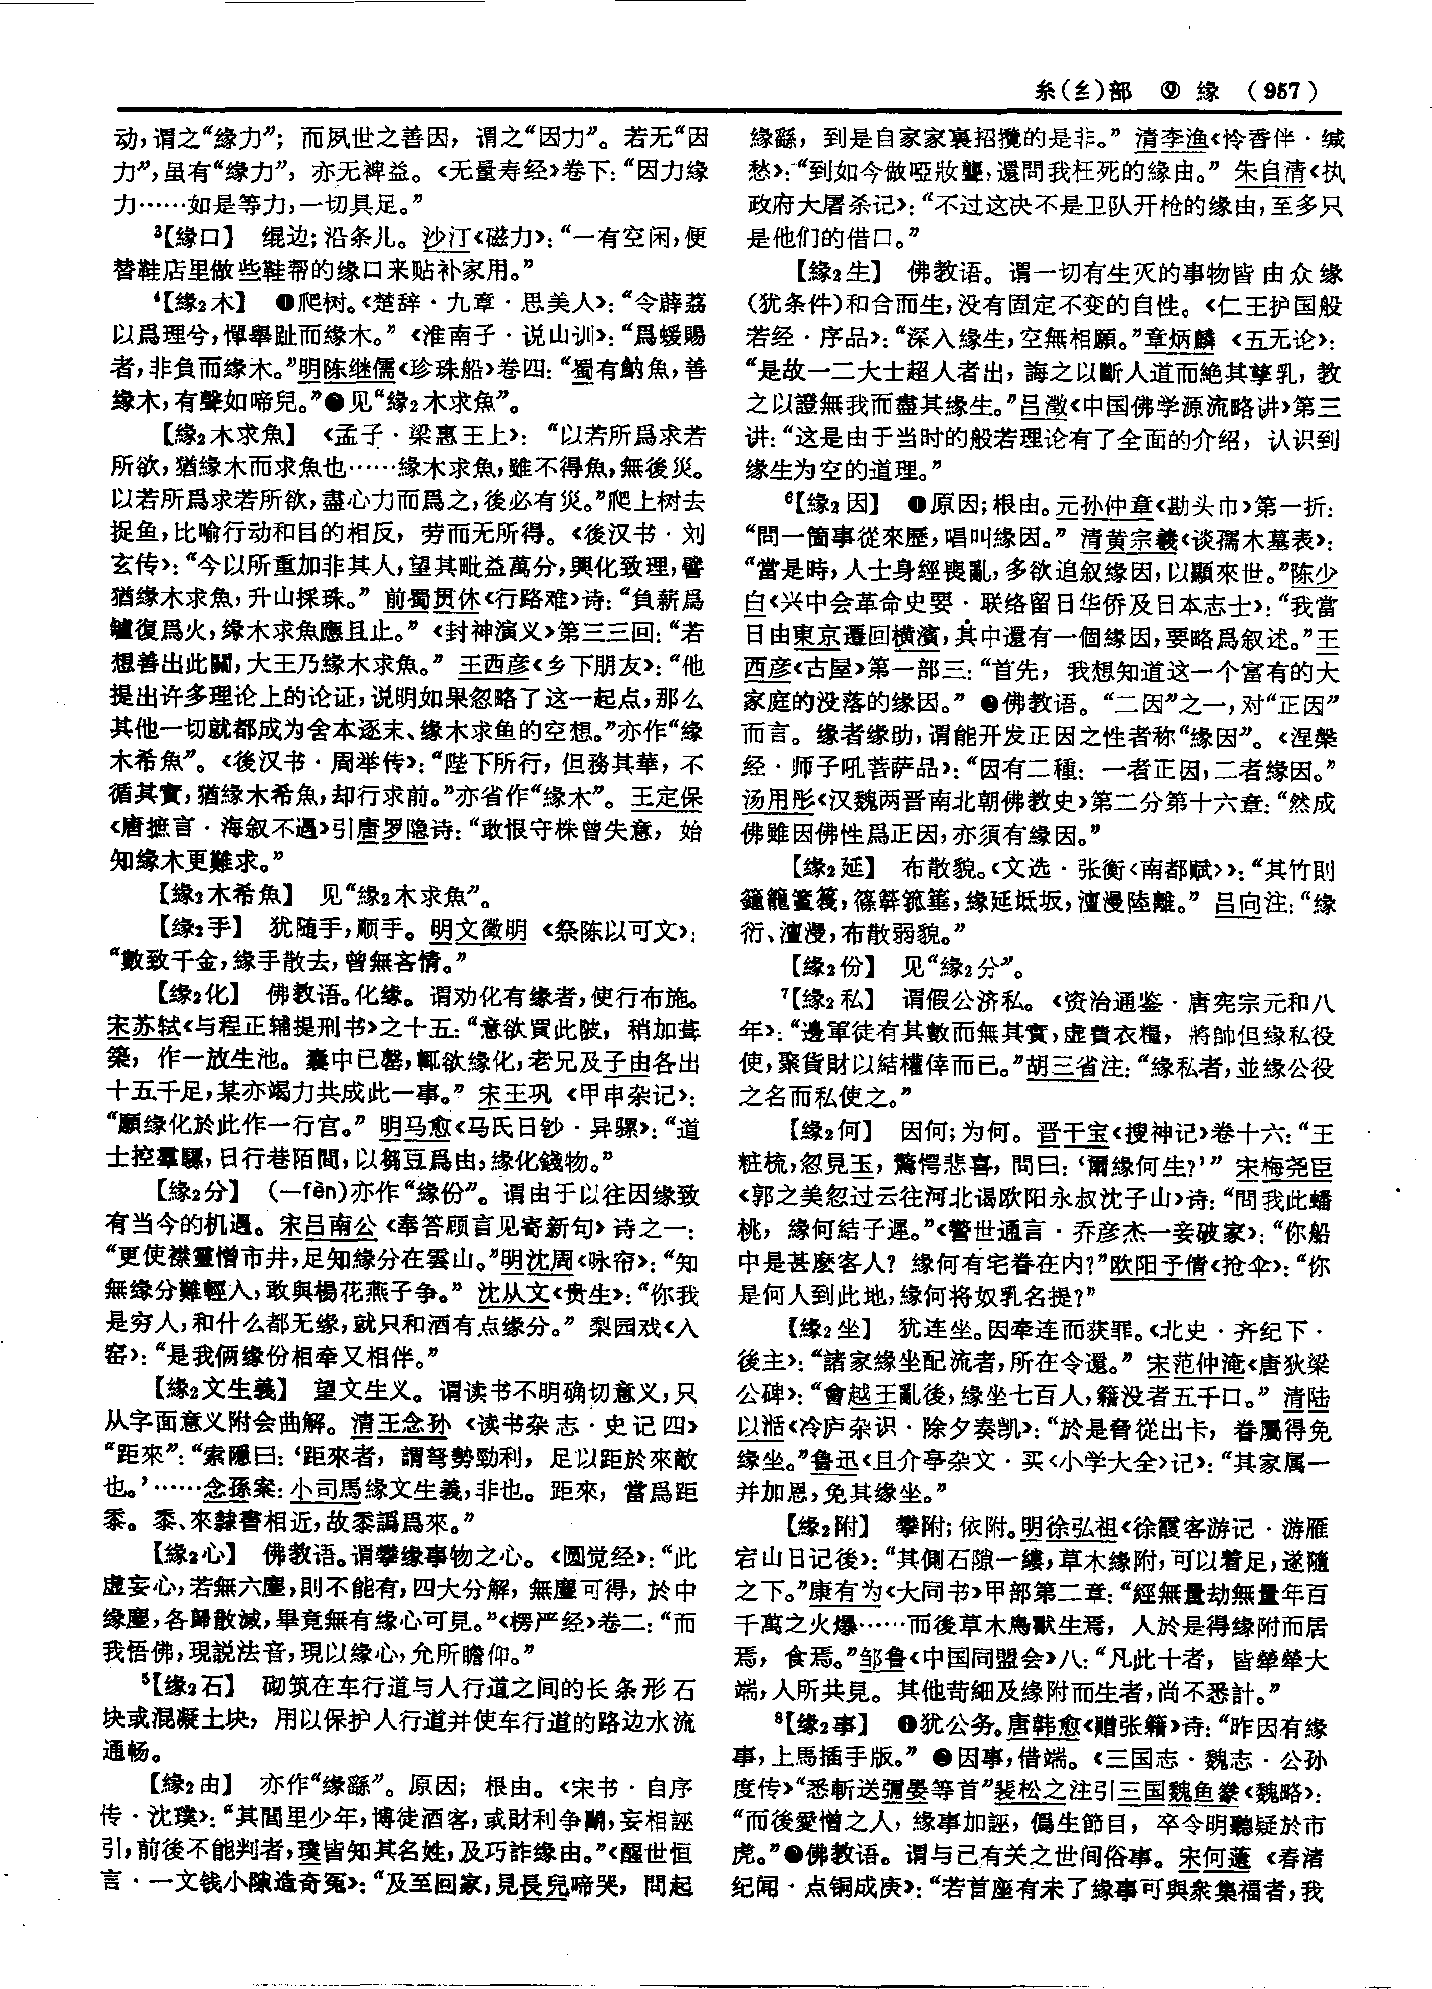 糸(纟)部 ⑨ 缘 (957)
动，谓之“缘力”；而夙世之善因，谓之“因力”。若无“因
力”，虽有“缘力”，亦无裨益。《无量寿经》卷下：“因力缘
力……如是等力，一切具足。”
3【緣口】 绲边；沿条儿。沙汀《磁力》：“一有空闲，便
替鞋店里做些鞋帮的缘口来贴补家用。”
4【缘2木】 ❶爬树。《楚辞·九章·思美人》：“令薜荔
以爲理兮，憚舉趾而缘木。”《淮南子·说山训》：“爲蝯賜
者，非負而缘木。”明陈继儒《珍珠船》卷四：“蜀有魶魚，善
缘木，有聲如啼兒。”❷见“缘2木求魚”。
【缘2木求魚】 《孟子·梁惠王上》：“以若所爲求若
所欲，猶緣木而求魚也……緣木求魚，雖不得魚，無後災。
以若所爲求若所欲，盡心力而爲之，後必有災。”爬上树去
捉鱼，比喻行动和目的相反，劳而无所得。《後汉书·刘
玄传》：“今以所重加非其人，望其毗益萬分，興化致理，譬
猶缘木求魚，升山採珠。”前蜀贯休《行路难》诗：“負薪爲
鑪復爲火，缘木求魚應且止。”《封神演义》第三三回：“若
想善出此關，大王乃缘木求魚。”王西彦《乡下朋友》：“他
提出许多理论上的论证，说明如果忽略了这一起点，那么
其他一切就都成为舍本逐末、缘木求鱼的空想。”亦作“缘
木希魚”。《後汉书·周举传》：“陛下所行，但務其華，不
循其實，猶缘木希魚，却行求前。”亦省作“缘木”。王定保
《唐摭言·海叙不遇》引唐罗隐诗：“敢恨守株曾失意，始
知緣木更難求。”
【缘2木希魚】 见“缘2木求魚”。
【缘2手】 犹随手，顺手。明文徵明《祭陈以可文》：
“數致千金，緣手散去，曾無吝情。”
【缘2化】 佛教语。化缘。谓劝化有缘者，使行布施。
宋苏轼《与程正辅提刑书》之十五：“意欲買此陂，稍加葺
築，作一放生池。囊中已罄，輒欲缘化，老兄及子由各出
十五千足，某亦竭力共成此一事。”宋王巩《甲申杂记》：
“願缘化於此作一行宫。”明马愈《马氏日钞·异骡》：“道
士控羣騾，日行巷陌間，以芻豆爲由，缘化錢物。”
【缘2分】 (—fèn)亦作“緣份”。谓由于以往因缘致
有当今的机遇。宋吕南公《奉答顾言见寄新句》诗之一：
“更使襟靈憎市井，足知緣分在雲山。”明沈周《咏帘》：“知
無缘分難輕入，敢與楊花燕子争。”沈从文《贵生》：“你我
是穷人，和什么都无缘，就只和酒有点缘分。”梨园戏《入
窑》：“是我俩缘份相牵又相伴。”
【缘2文生義】 望文生义。谓读书不明确切意义，只
从字面意义附会曲解。清王念孙《读书杂志·史记四》
“距來”：“索隱曰：‘距來者，謂弩勢勁利，足以距於來敵
也。’……念孫案：小司馬缘文生義，非也。距來，當爲距
黍。黍、來隸書相近，故黍譌爲來。”
【缘2心】 佛教语。谓攀缘事物之心。《圆觉经》：“此
虚妄心，若無六塵，則不能有，四大分解，無塵可得，於中
缘塵，各歸散滅，畢竟無有缘心可見。”《楞严经》卷二：“而
我悟佛，現説法音，現以缘心，允所瞻仰。”
5【缘2石】 砌筑在车行道与人行道之间的长条形石
块或混凝土块，用以保护人行道并使车行道的路边水流
通畅。
【缘2由】 亦作“缘繇”。原因；根由。《宋书·自序
传·沈璞》：“其閭里少年，博徒酒客，或財利争鬭，妄相誣
引，前後不能判者，璞皆知其名姓，及巧詐缘由。”《醒世恒
言·一文钱小隙造奇冤》：“及至回家，見長兒啼哭，問起
緣繇，到是自家家裏招攬的是非。”清李渔《怜香伴·缄
愁》：“到如今做啞妝聾，還問我枉死的緣由。”朱自清《执
政府大屠杀记》：“不过这决不是卫队开枪的缘由，至多只
是他们的借口。”
【缘2生】 佛教语。谓一切有生灭的事物皆由众缘
(犹条件)和合而生，没有固定不变的自性。《仁王护国般
若经·序品》：“深入緣生，空無相願。”章炳麟《五无论》：
“是故一二大士超人者出，誨之以斷人道而絶其孳乳，教
之以證無我而盡其缘生。”吕澂《中国佛学源流略讲》第三
讲：“这是由于当时的般若理论有了全面的介绍，认识到
缘生为空的道理。”
6【缘2因】 ❶原因；根由。元孙仲章《勘头巾》第一折：
“問一箇事從來歷，唱叫缘因。”清黄宗羲《谈孺木墓表》：
“當是時，人士身經喪亂，多欲追叙缘因，以顯來世。”陈少
白《兴中会革命史要·联络留日华侨及日本志士》：“我當
日由東京遷回横濱，其中還有一個緣因，要略爲叙述。”王
西彦《古屋》第一部三：“首先，我想知道这一个富有的大
家庭的没落的缘因。”❷佛教语。“二因”之一，对“正因”
而言。缘者缘助，谓能开发正因之性者称“缘因”。《涅槃
经·师子吼菩萨品》：“因有二種：一者正因，二者緣因。”
汤用彤《汉魏两晋南北朝佛教史》第二分第十六章：“然成
佛雖因佛性爲正因，亦須有缘因。”
【缘2延】 布散貌。《文选·张衡〈南都赋〉》：“其竹則
籦籠䈽篾，篠簳箛箠，缘延坻坂，澶漫陸離。”吕向注：“缘
衍、澶漫，布散弱貌。”
【缘2份】 见“緣2分”。
7【缘2私】 谓假公济私。《资治通鉴·唐宪宗元和八
年》：“邊軍徒有其數而無其實，虚費衣糧，將帥但缘私役
使，聚貨財以結權倖而已。”胡三省注：“緣私者，並緣公役
之名而私使之。”
【缘2何】 因何；为何。晋干宝《搜神记》卷十六：“王
粧梳，忽見玉，驚愕悲喜，問曰：‘爾緣何生？’”宋梅尧臣
《郭之美忽过云往河北谒欧阳永叔沈子山》诗：“問我此蟠
桃，緣何結子遲。”《警世通言·乔彦杰一妾破家》：“你船
中是甚麽客人？缘何有宅眷在内？”欧阳予倩《抢伞》：“你
是何人到此地，缘何将奴乳名提？”
【缘2坐】 犹连坐。因牵连而获罪。《北史·齐纪下·
後主》：“諸家緣坐配流者，所在令還。”宋范仲淹《唐狄梁
公碑》：“會越王亂後，缘坐七百人，籍没者五千口。”清陆
以湉《冷庐杂识·除夕奏凯》：“於是脅從出卡，眷屬得免
缘坐。”鲁迅《且介亭杂文·买〈小学大全〉记》：“其家属一
并加恩，免其缘坐。”
【缘2附】 攀附；依附。明徐弘祖《徐霞客游记·游雁
宕山日记後》：“其側石隙一縷，草木缘附，可以着足，遂隨
之下。”康有为《大同书》甲部第二章：“經無量劫無量年百
千萬之火爆……而後草木鳥獸生焉，人於是得缘附而居
焉，食焉。”邹鲁《中国同盟会》八：“凡此十者，皆犖犖大
端，人所共見。其他苛細及緣附而生者，尚不悉計。”
8【缘2事】 ❶犹公务。唐韩愈《赠张籍》诗：“昨因有缘
事，上馬插手版。”❷因事，借端。《三国志·魏志·公孙
度传》“悉斬送彌晏等首”裴松之注引三国魏鱼豢《魏略》：
“而後愛憎之人，緣事加誣，僞生節目，卒令明聽疑於市
虎。”❸佛教语。谓与己有关之世间俗事。宋何薳《春渚
纪闻·点铜成庚》：“若首座有未了緣事可與衆集福者，我